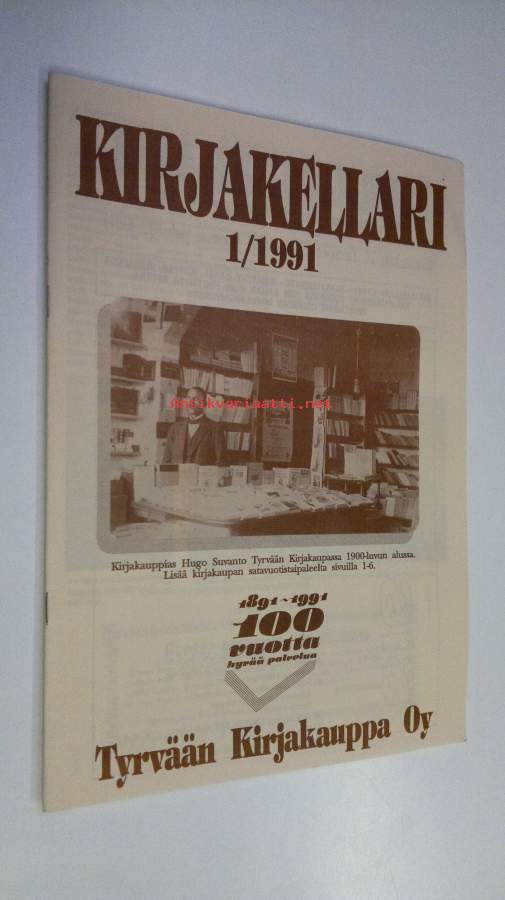 KIRJAKELLARI
1/1991
antikvariaatti.net
Kirjakauppias Hugo Suvanto Tyrvään Kirjakaupassa 1900-luvun alussa.
Lisää kirjakaupan satavuotistaipaleelta sivuilla 1-6.
1891~1991
100
vuotta
hyvää palvelua
Tyrvään Kirjakauppa Oy